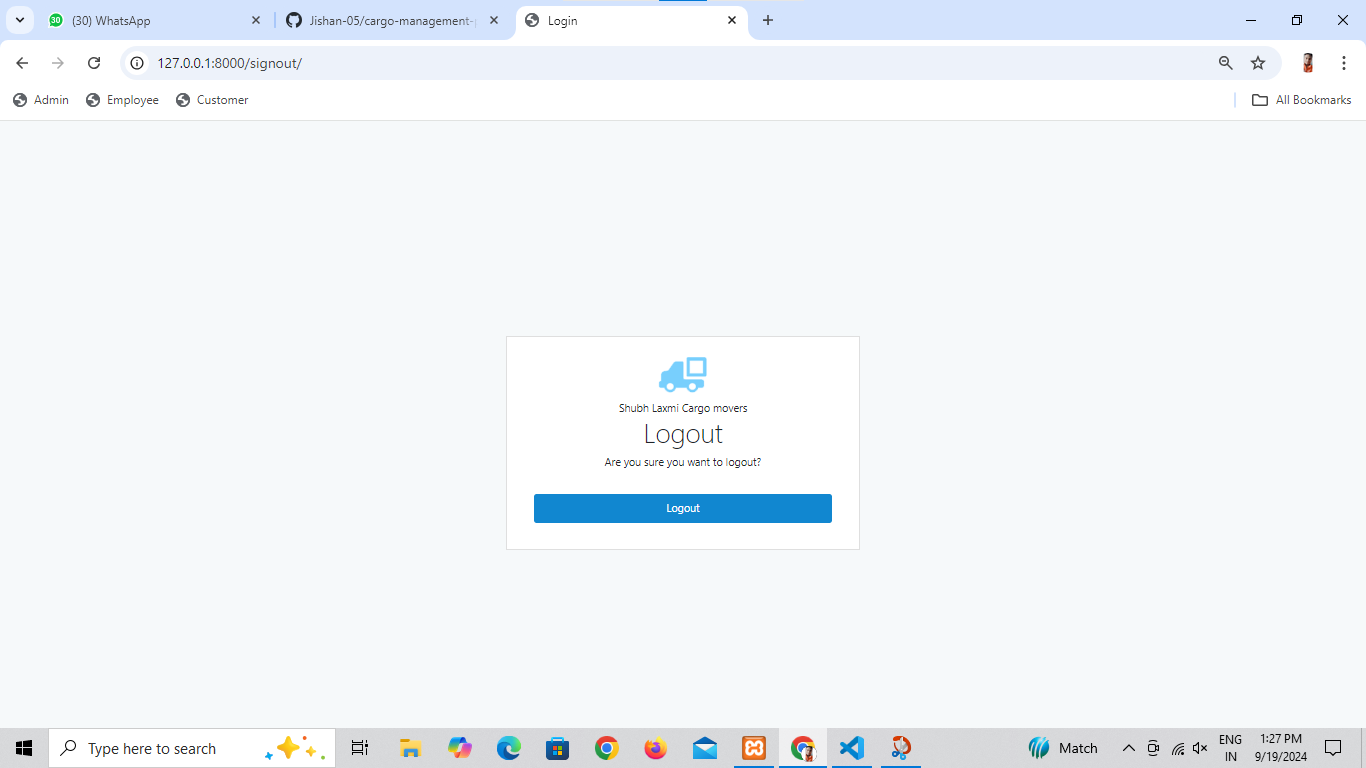 30
(30) WhatsApp
Jishan-05/cargo-management-
Login
127.0.0.1:8000/signout/
Admin
Employee
Customer
All Bookmarks
Shubh Laxmi Cargo movers
Logout
Are you sure you want to logout?
Logout
Type here to search
Match
ENG
IN
1:27 PM
9/19/2024